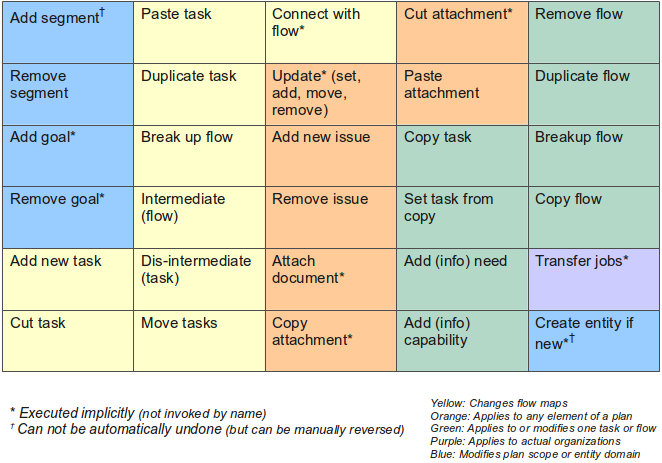 Add segment†
Paste task
Connect with
flow*
Cut attachment*
Remove flow
Remove
segment
Duplicate task
Update* (set,
add, move,
remove)
Paste
attachment
Duplicate flow
Add goal*
Break up flow
Add new issue
Copy task
Breakup flow
Remove goal*
Intermediate
(flow)
Remove issue
Set task from
copy
Copy flow
Add new task
Dis-intermediate
(task)
Attach
document*
Add (info) need
Transfer jobs*
Cut task
Move tasks
Copy
attachment*
Add (info)
capability
Create entity if
new*†
* Executed implicitly (not invoked by name)
† Can not be automatically undone (but can be manually reversed)
Yellow: Changes flow maps
Orange: Applies to any element of a plan
Green: Applies to or modifies one task or flow
Purple: Applies to actual organizations
Blue: Modifies plan scope or entity domain